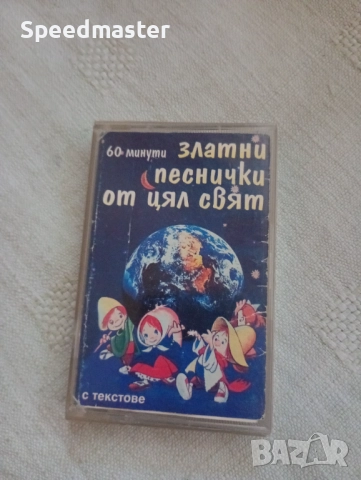 Speedmaster
60 минути златни
песнички
от цял свят
с текстове
BAZAR